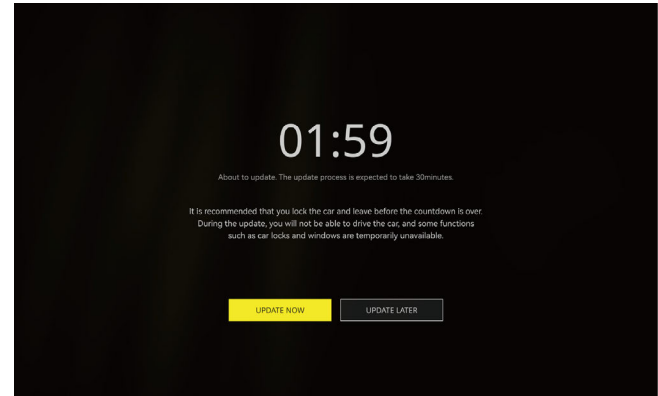 01:59
About to update. The update process is expected to take 30minutes.
It is recommended that you lock the car and leave before the countdown is over.
During the update, you will not be able to drive the car, and some functions
such as car locks and windows are temporarily unavailable.
UPDATE NOW
UPDATE LATER